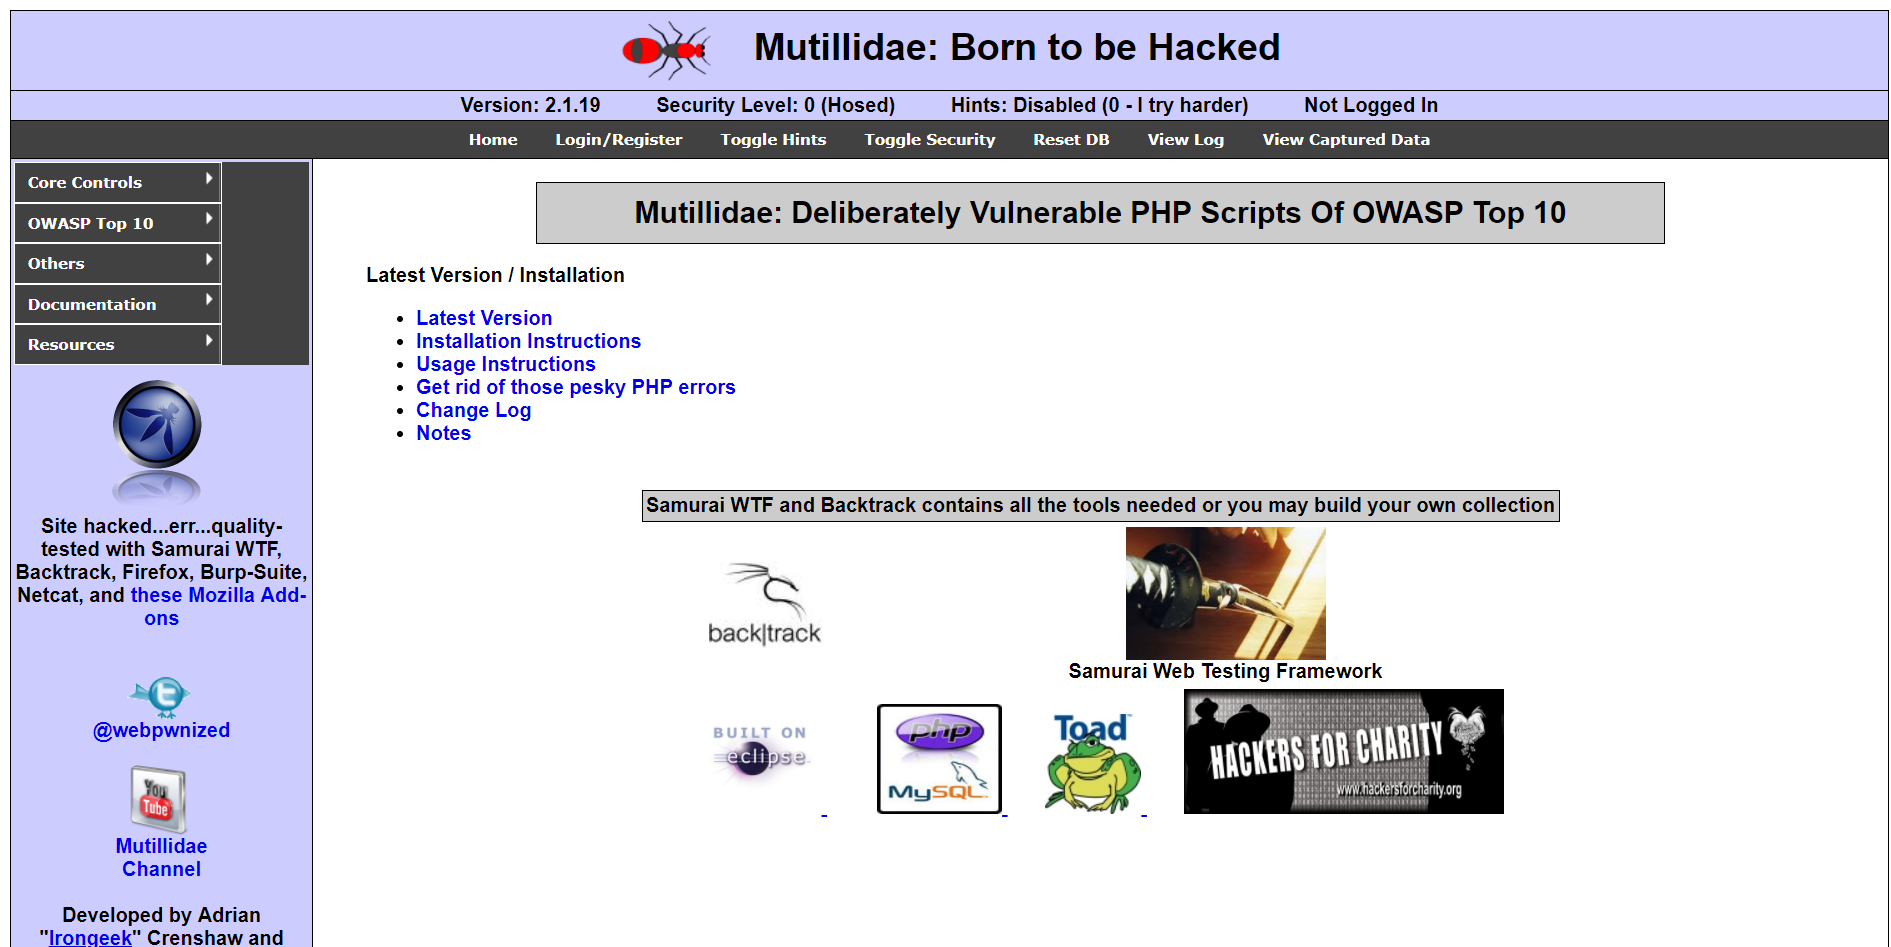 Mutillidae: Born to be Hacked
Version: 2.1.19 Security Level: 0 (Hosed) Hints: Disabled (0 - I try harder) Not Logged In
Home Login/Register Toggle Hints Toggle Security Reset DB View Log View Captured Data
Core Controls
OWASP Top 10
Others
Documentation
Resources
Site hacked...err...quality-
tested with Samurai WTF,
Backtrack, Firefox, Burp-Suite,
Netcat, and these Mozilla Add-
ons
@webpwnized
You
Tube
Mutillidae
Channel
Developed by Adrian
"Irongeek" Crenshaw and
Mutillidae: Deliberately Vulnerable PHP Scripts Of OWASP Top 10
Latest Version / Installation
Latest Version
Installation Instructions
Usage Instructions
Get rid of those pesky PHP errors
Change Log
Notes
Samurai WTF and Backtrack contains all the tools needed or you may build your own collection
back|track
Samurai Web Testing Framework
BUILT ON
eclipse
php
MySQL
Toad
HACKERS FOR CHARITY
www.hackersforcharity.org